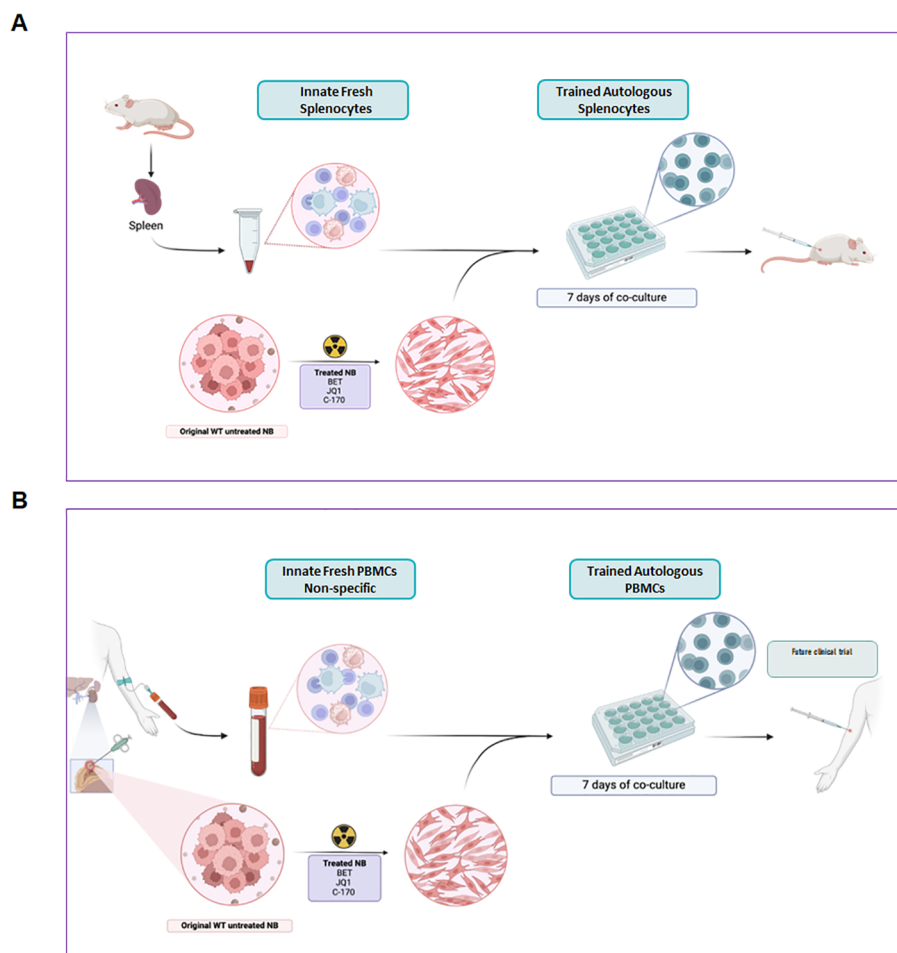 A
Innate Fresh
Splenocytes
Trained Autologous
Splenocytes
Spleen
7 days of co-culture
Treated NB
BET
JQ1
C-170
Original WT untreated NB
B
Innate Fresh PBMCs
Non-specific
Trained Autologous
PBMCs
Future clinical trial
7 days of co-culture
Treated NB
BET
JQ1
C-170
Original WT untreated NB